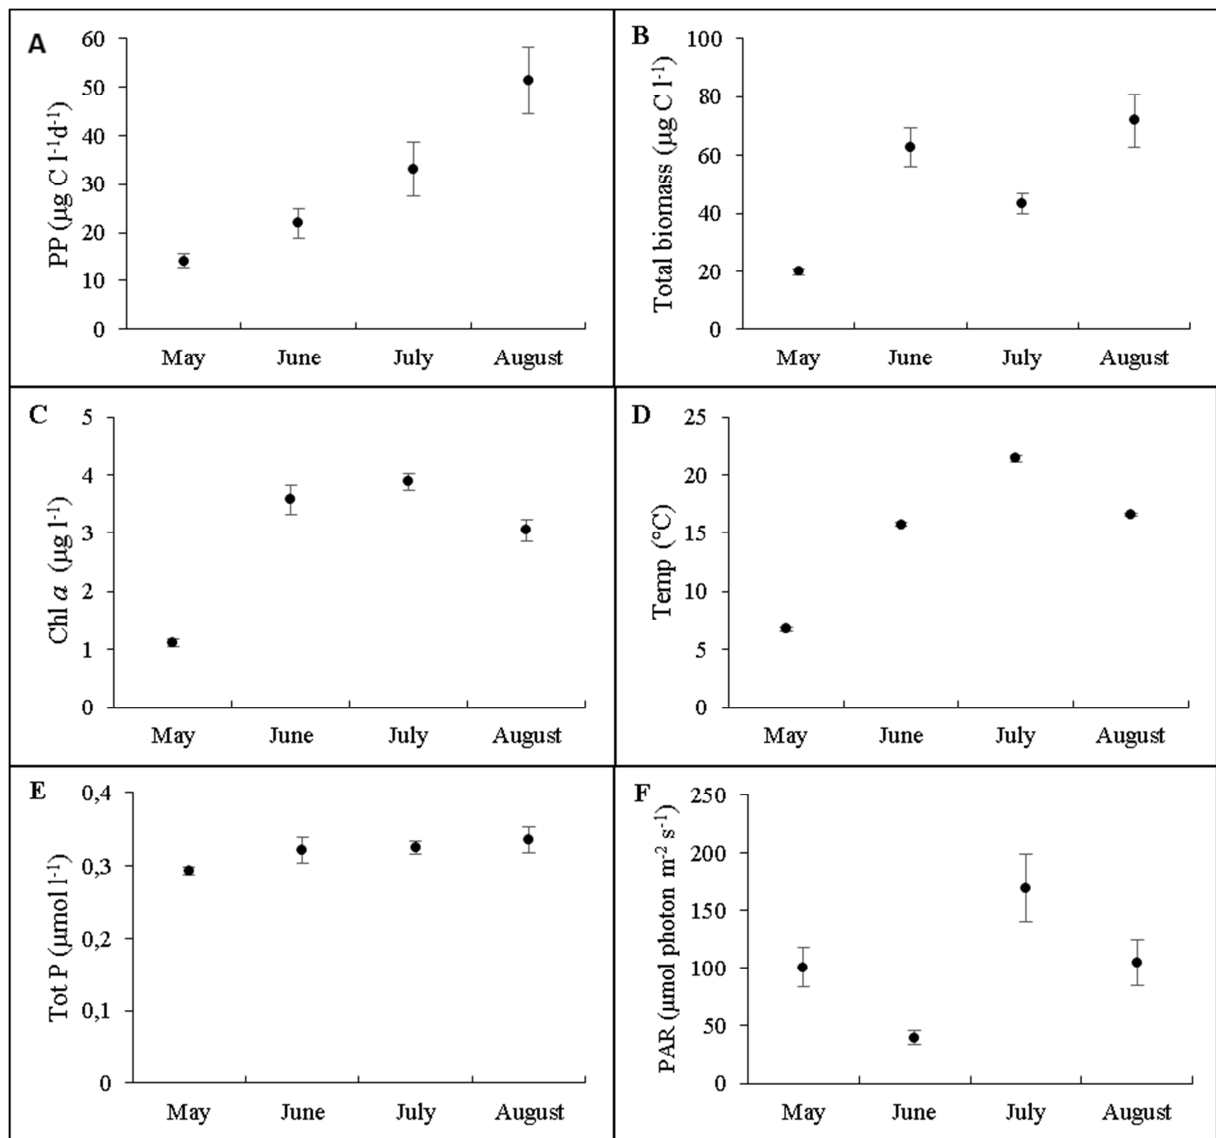 A
PP (µg C l⁻¹d⁻¹)
60
50
40
30
20
10
0
May June July August
B
Total biomass (µg C l⁻¹)
100
80
60
40
20
0
May June July August
C
Chl a (µg l⁻¹)
5
4
3
2
1
0
May June July August
D
Temp (°C)
25
20
15
10
5
0
May June July August
E
Tot P (µmol l⁻¹)
0,4
0,3
0,2
0,1
0
May June July August
F
PAR (µmol photon m⁻² s⁻¹)
250
200
150
100
50
0
May June July August